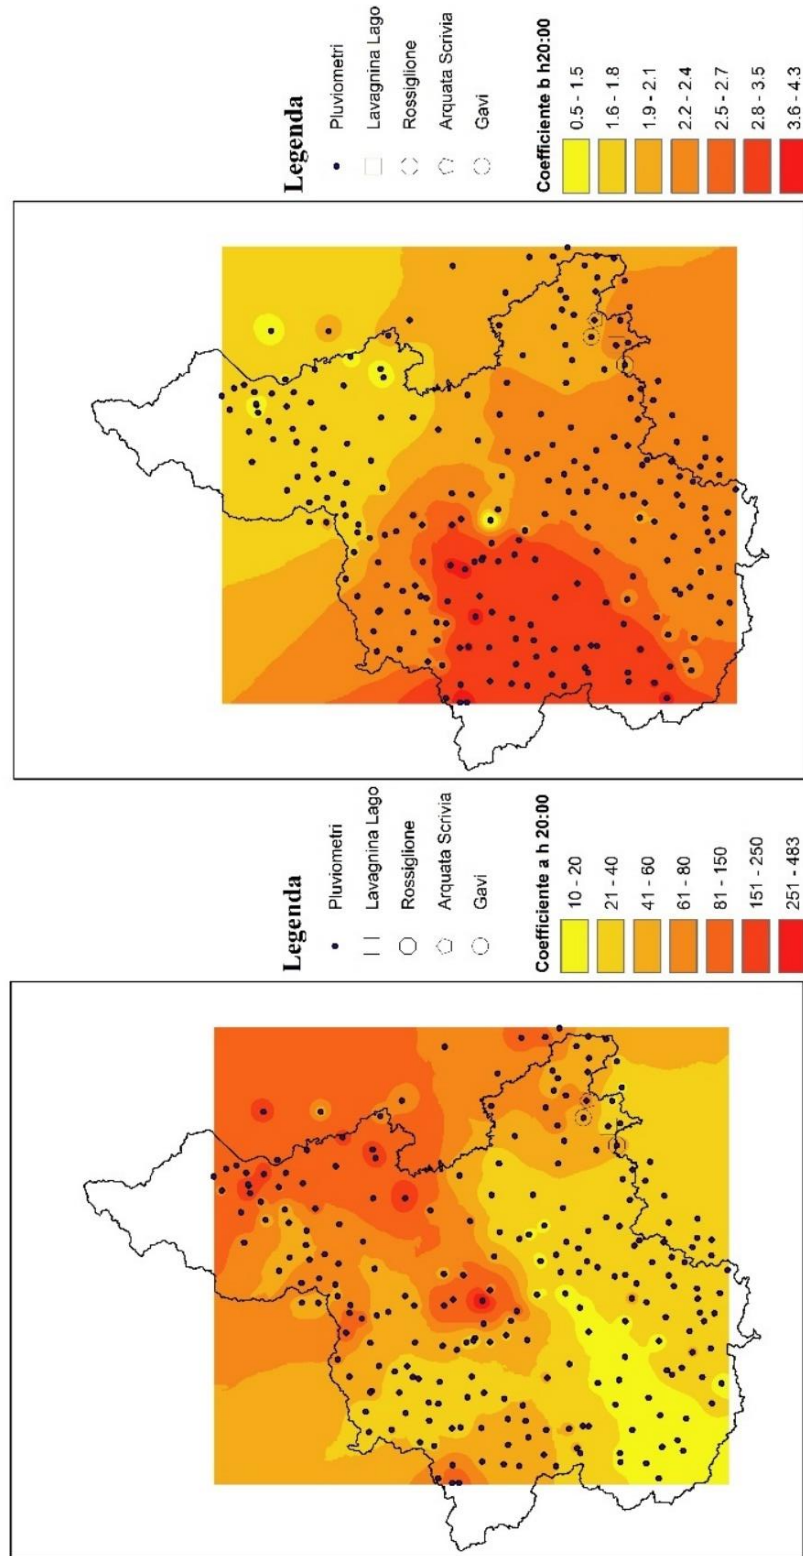 Legenda
Pluviometri
Lavagnina Lago
Rossiglione
Arquata Scrivia
Gavi
Coefficiente a h 20:00
10 - 20
21 - 40
41 - 60
61 - 80
81 - 150
151 - 250
251 - 483
Legenda
Pluviometri
Lavagnina Lago
Rossiglione
Arquata Scrivia
Gavi
Coefficiente b h20:00
0.5 - 1.5
1.6 - 1.8
1.9 - 2.1
2.2 - 2.4
2.5 - 2.7
2.8 - 3.5
3.6 - 4.3